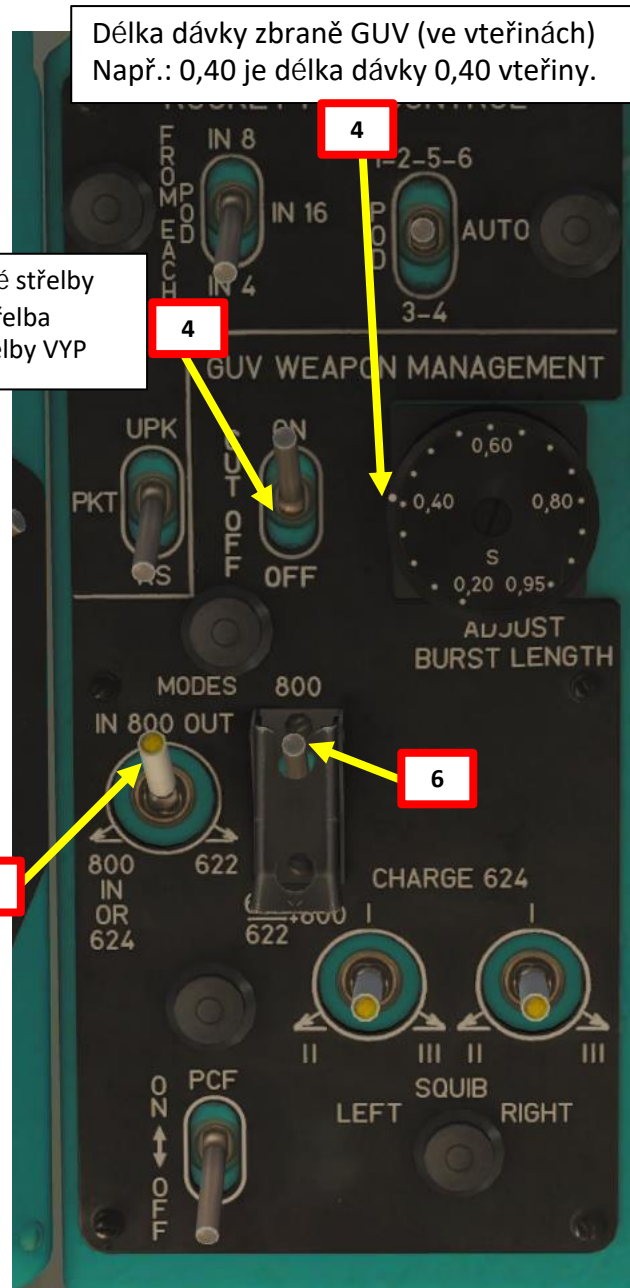 Délka dávky zbraně GUV (ve vteřinách)
Např.: 0,40 je délka dávky 0,40 vteřiny.
4
FROM EACH
POD
IN 8
IN 16
IN 4
1-2-5-6
POD
AUTO
3-4
střelby
VYP
4
GUV WEAPON MANAGEMENT
UPK
PKT
CUT OFF
ON
OFF
0,60
0,40
0,80
S
0,20
0,95
ADJUST
BURST LENGTH
MODES
800
IN 800 OUT
6
800
IN
OR
624
622
622
+800
CHARGE 624
I
I
II
III
II
III
SQUIB
LEFT
RIGHT
PCF
ON
OFF